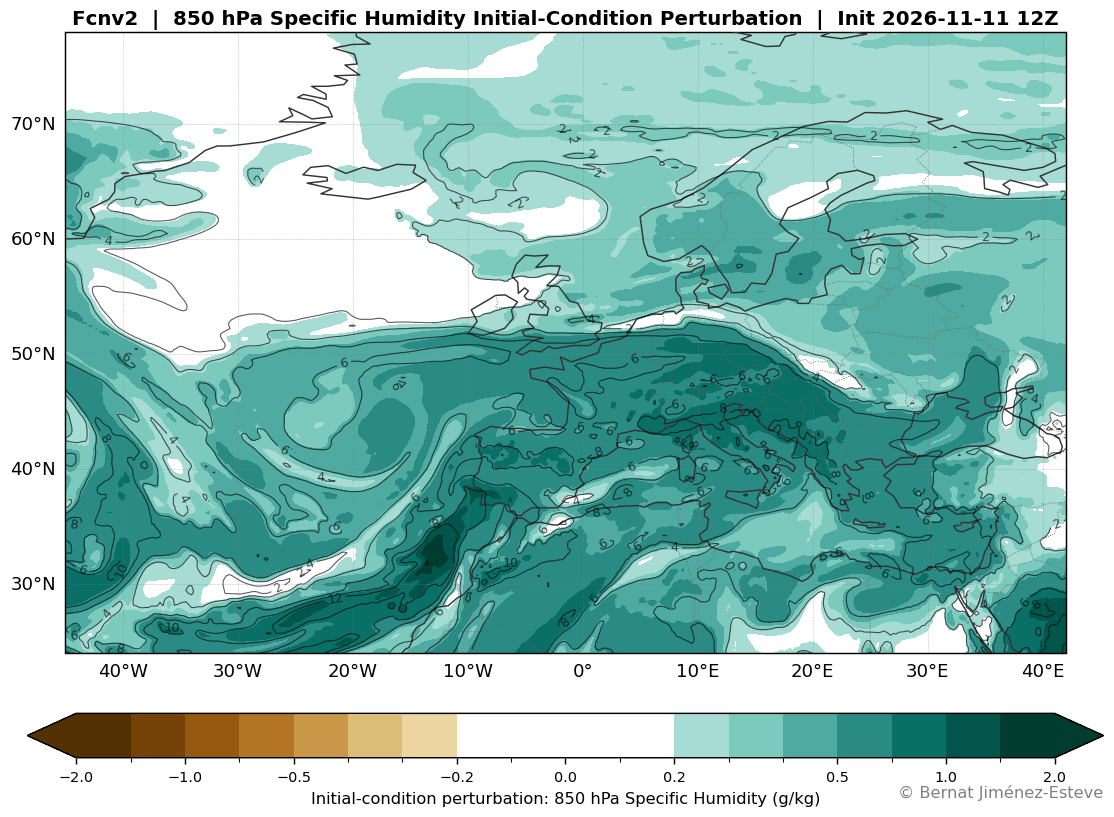 Fcnv2 | 850 hPa Specific Humidity Initial-Condition Perturbation | Init 2026-11-11 12Z
70°N
60°N
50°N
40°N
30°N
40°W 30°W 20°W 10°W 0° 10°E 20°E 30°E 40°E
−2.0 −1.0 −0.5 −0.2 0.0 0.2 0.5 1.0 2.0
Initial-condition perturbation: 850 hPa Specific Humidity (g/kg)
© Bernat Jiménez-Esteve